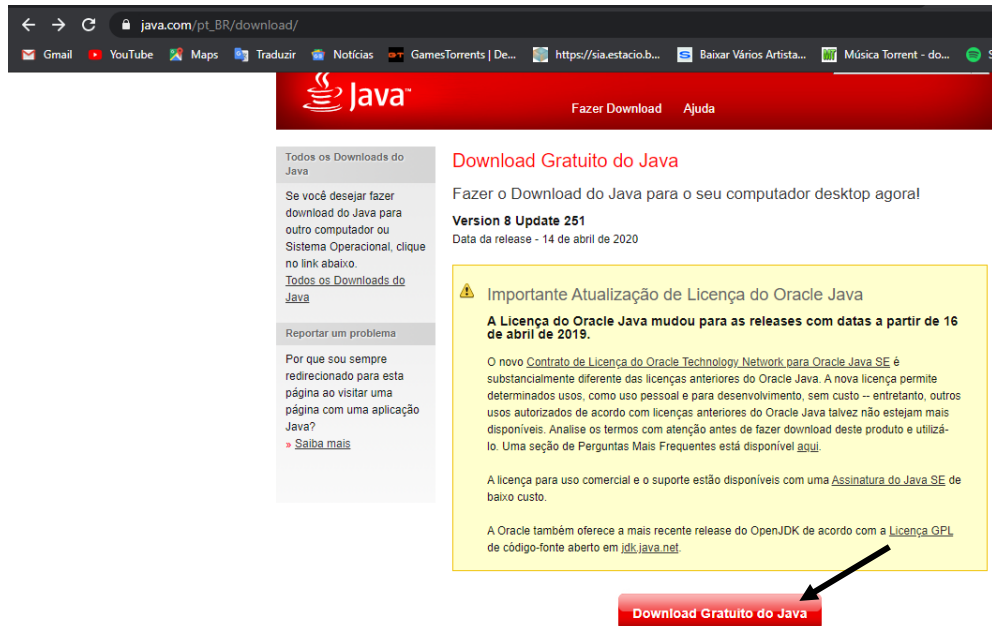 java.com/pt_BR/download/
Gmail YouTube Maps Traduzir Notícias GamesTorrents | De... https://sia.estacio.b... Baixar Vários Artista... Música Torrent - do... S
Java™
Fazer Download Ajuda
Todos os Downloads do
Java
Se você desejar fazer
download do Java para
outro computador ou
Sistema Operacional, clique
no link abaixo.
Todos os Downloads do
Java
Reportar um problema
Por que sou sempre
redirecionado para esta
página ao visitar uma
página com uma aplicação
Java?
» Saiba mais
Download Gratuito do Java
Fazer o Download do Java para o seu computador desktop agora!
Version 8 Update 251
Data da release - 14 de abril de 2020
Importante Atualização de Licença do Oracle Java
A Licença do Oracle Java mudou para as releases com datas a partir de 16
de abril de 2019.
O novo Contrato de Licença do Oracle Technology Network para Oracle Java SE é
substancialmente diferente das licenças anteriores do Oracle Java. A nova licença permite
determinados usos, como uso pessoal e para desenvolvimento, sem custo -- entretanto, outros
usos autorizados de acordo com licenças anteriores do Oracle Java talvez não estejam mais
disponíveis. Analise os termos com atenção antes de fazer download deste produto e utilizá-
lo. Uma seção de Perguntas Mais Frequentes está disponível aqui.
A licença para uso comercial e o suporte estão disponíveis com uma Assinatura do Java SE de
baixo custo.
A Oracle também oferece a mais recente release do OpenJDK de acordo com a Licença GPL
de código-fonte aberto em jdk.java.net.
Download Gratuito do Java